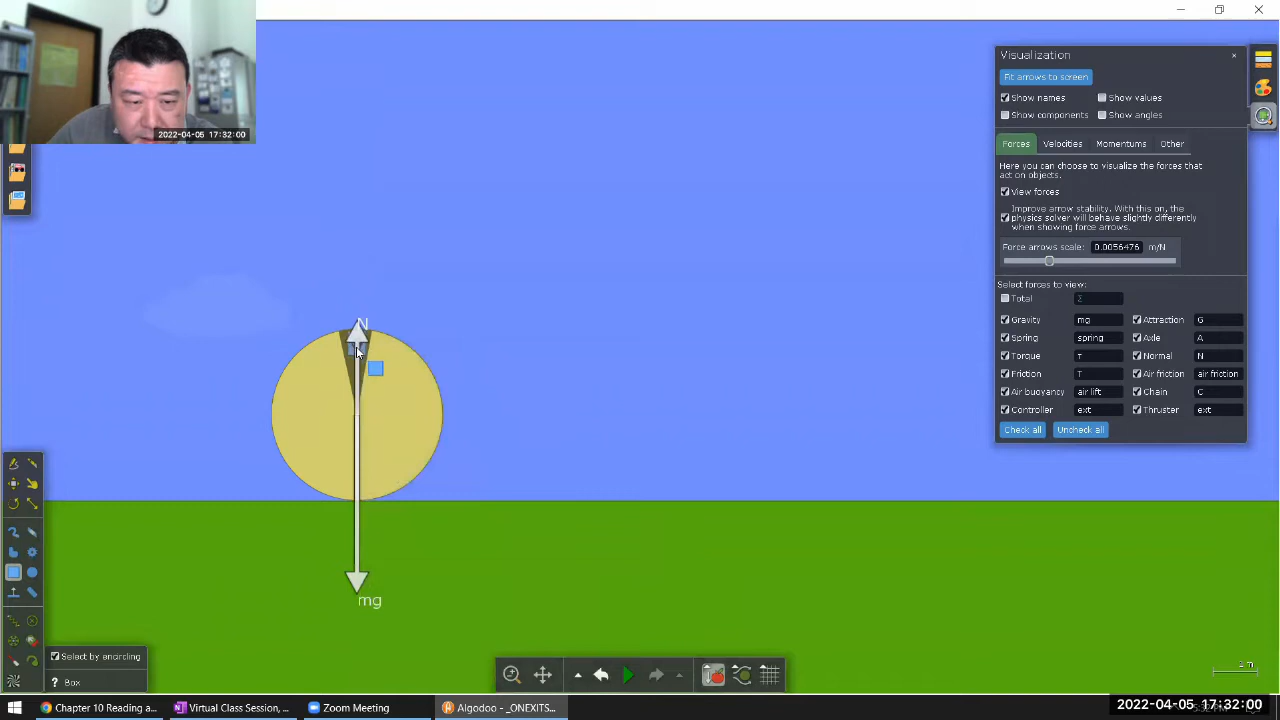 2022-04-05 17:32:00
Visualization
Fit arrows to screen
Show names
Show values
Show components
Show angles
Forces
Velocities
Momentums
Other
Here you can choose to visualize the forces that
act on objects.
View forces
Improve arrow stability. With this on, the
physics solver will behave slightly differently
when showing force arrows.
Force arrows scale: 0.0056476 m/N
Select forces to view:
Total Σ
Gravity mg Attraction G
Spring spring Axle A
Torque τ Normal N
Friction T Air friction air friction
Air buoyancy air lift Chain C
Controller ext Thruster ext
Check all
Uncheck all
N
mg
Select by encircling
? Box
1 m
Chapter 10 Reading a...
Virtual Class Session, ...
Zoom Meeting
Algodoo - _ONEXITS...
2022-04-05 17:32:00